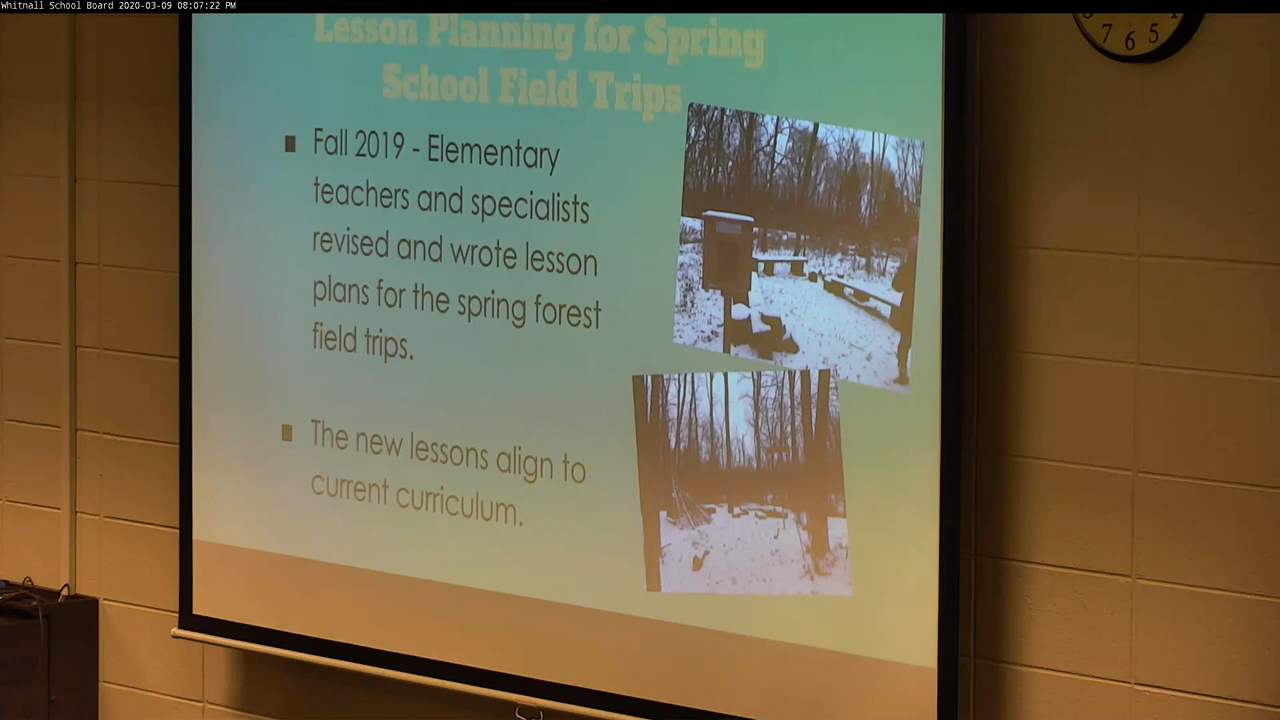 Whitnall School Board 2020-03-09 08:07:22 PM
Lesson Planning for Spring
School Field Trips
Fall 2019 - Elementary
teachers and specialists
revised and wrote lesson
plans for the spring forest
field trips.
The new lessons align to
current curriculum.
7 6 5